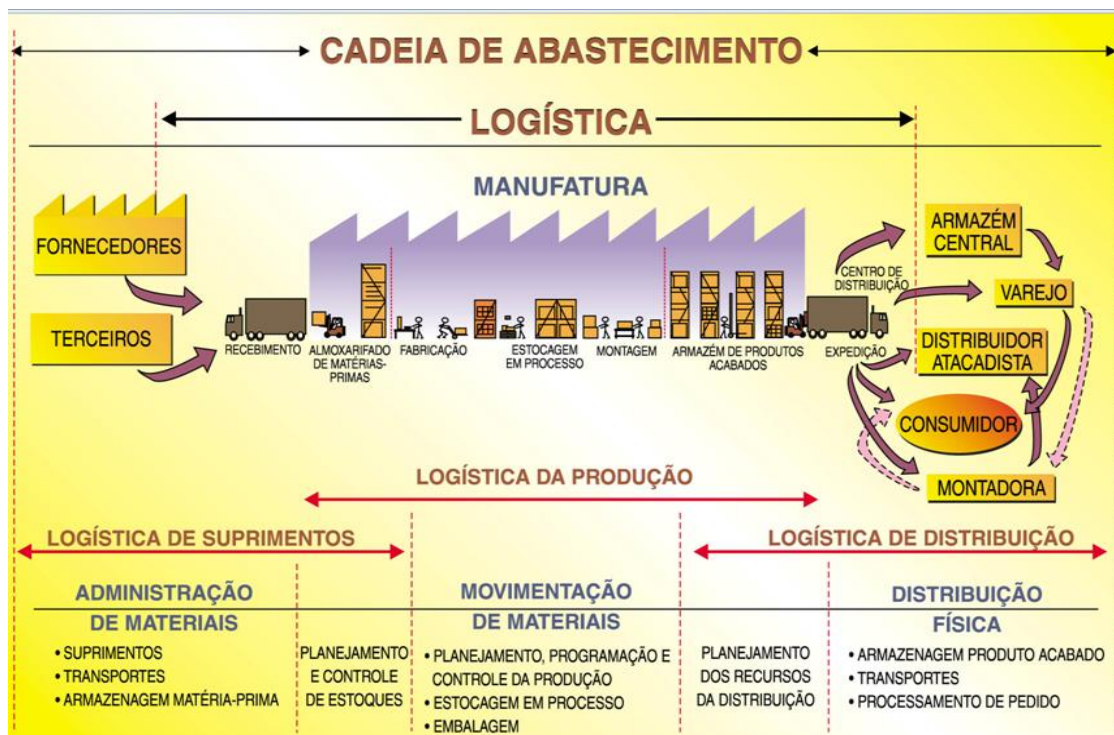 CADEIA DE ABASTECIMENTO
LOGÍSTICA
MANUFATURA
FORNECEDORES
TERCEIROS
RECEBIMENTO
ALMOXARIFADO
DE MATÉRIAS-
PRIMAS
FABRICAÇÃO
ESTOCAGEM
EM PROCESSO
MONTAGEM
ARMAZÉM DE PRODUTOS
ACABADOS
EXPEDIÇÃO
CENTRO DE
DISTRIBUIÇÃO
ARMAZÉM
CENTRAL
VAREJO
DISTRIBUIDOR
ATACADISTA
CONSUMIDOR
MONTADORA
LOGÍSTICA DA PRODUÇÃO
LOGÍSTICA DE SUPRIMENTOS
LOGÍSTICA DE DISTRIBUIÇÃO
ADMINISTRAÇÃO
DE MATERIAIS
• SUPRIMENTOS
• TRANSPORTES
• ARMAZENAGEM MATÉRIA-PRIMA
PLANEJAMENTO
E CONTROLE
DE ESTOQUES
MOVIMENTAÇÃO
DE MATERIAIS
• PLANEJAMENTO, PROGRAMAÇÃO E
CONTROLE DA PRODUÇÃO
• ESTOCAGEM EM PROCESSO
• EMBALAGEM
PLANEJAMENTO
DOS RECURSOS
DA DISTRIBUIÇÃO
DISTRIBUIÇÃO
FÍSICA
• ARMAZENAGEM PRODUTO ACABADO
• TRANSPORTES
• PROCESSAMENTO DE PEDIDO